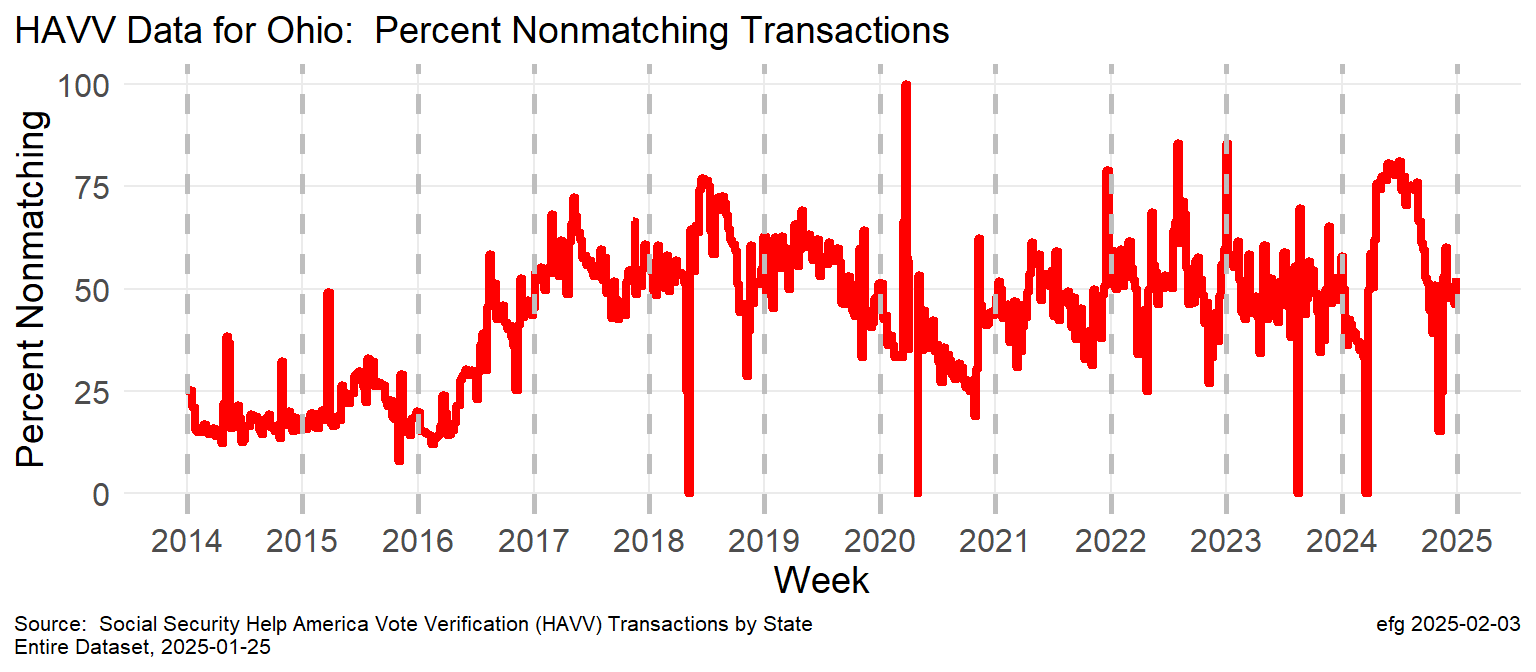 HAVV Data for Ohio:  Percent Nonmatching Transactions
Percent Nonmatching
100
75
50
25
0
2014 2015 2016 2017 2018 2019 2020 2021 2022 2023 2024 2025
Week
Source:  Social Security Help America Vote Verification (HAVV) Transactions by State
efg 2025-02-03
Entire Dataset, 2025-01-25